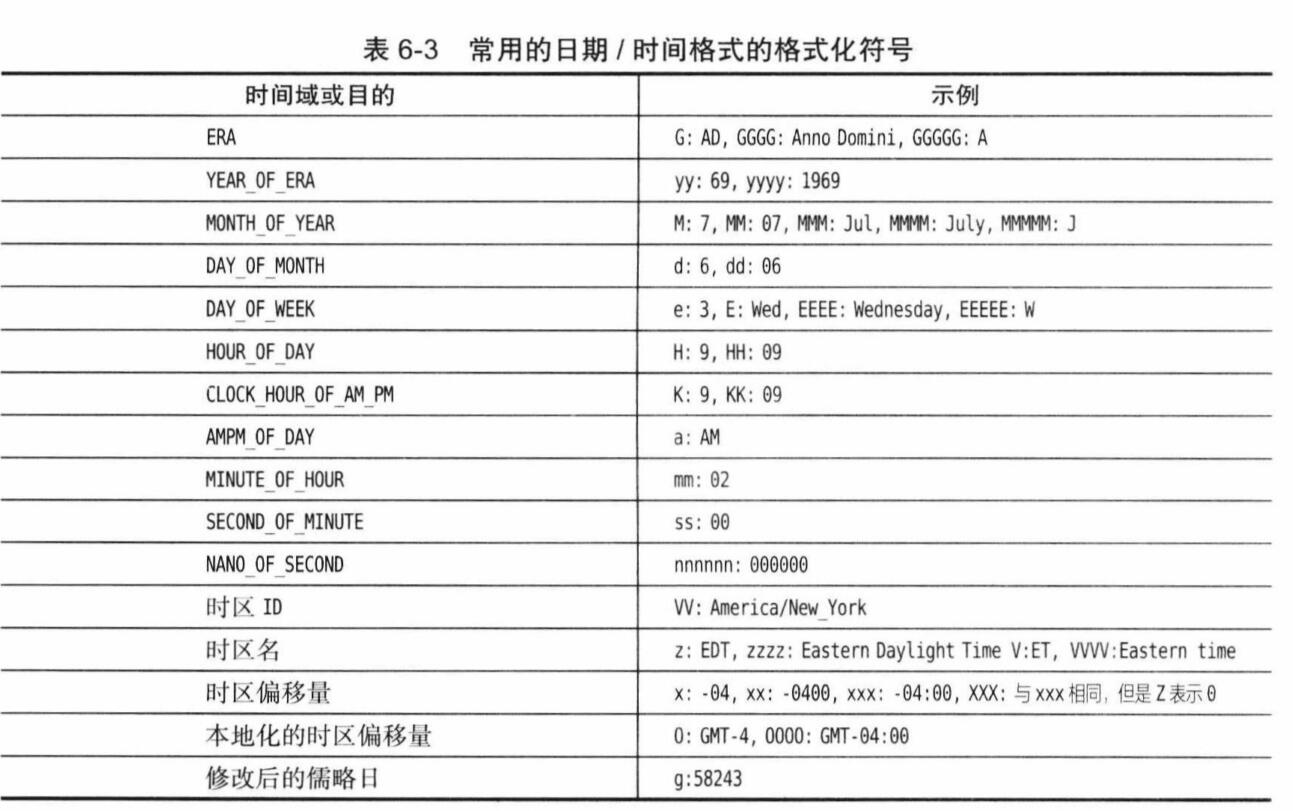 表 6-3 常用的日期 / 时间格式的格式化符号
时间域或目的 示例
ERA G: AD, GGGG: Anno Domini, GGGGG: A
YEAR_OF_ERA yy: 69, yyyy: 1969
MONTH_OF_YEAR M: 7, MM: 07, MMM: Jul, MMMM: July, MMMMM: J
DAY_OF_MONTH d: 6, dd: 06
DAY_OF_WEEK e: 3, E: Wed, EEEE: Wednesday, EEEEE: W
HOUR_OF_DAY H: 9, HH: 09
CLOCK_HOUR_OF_AM_PM K: 9, KK: 09
AMPM_OF_DAY a: AM
MINUTE_OF_HOUR mm: 02
SECOND_OF_MINUTE ss: 00
NANO_OF_SECOND nnnnnn: 000000
时区 ID VV: America/New_York
时区名 z: EDT, zzzz: Eastern Daylight Time V:ET, VVVV:Eastern time
时区偏移量 x: -04, xx: -0400, xxx: -04:00, XXX: 与 xxx 相同, 但是 Z 表示 0
本地化的时区偏移量 O: GMT-4, OOOO: GMT-04:00
修改后的儒略日 g:58243